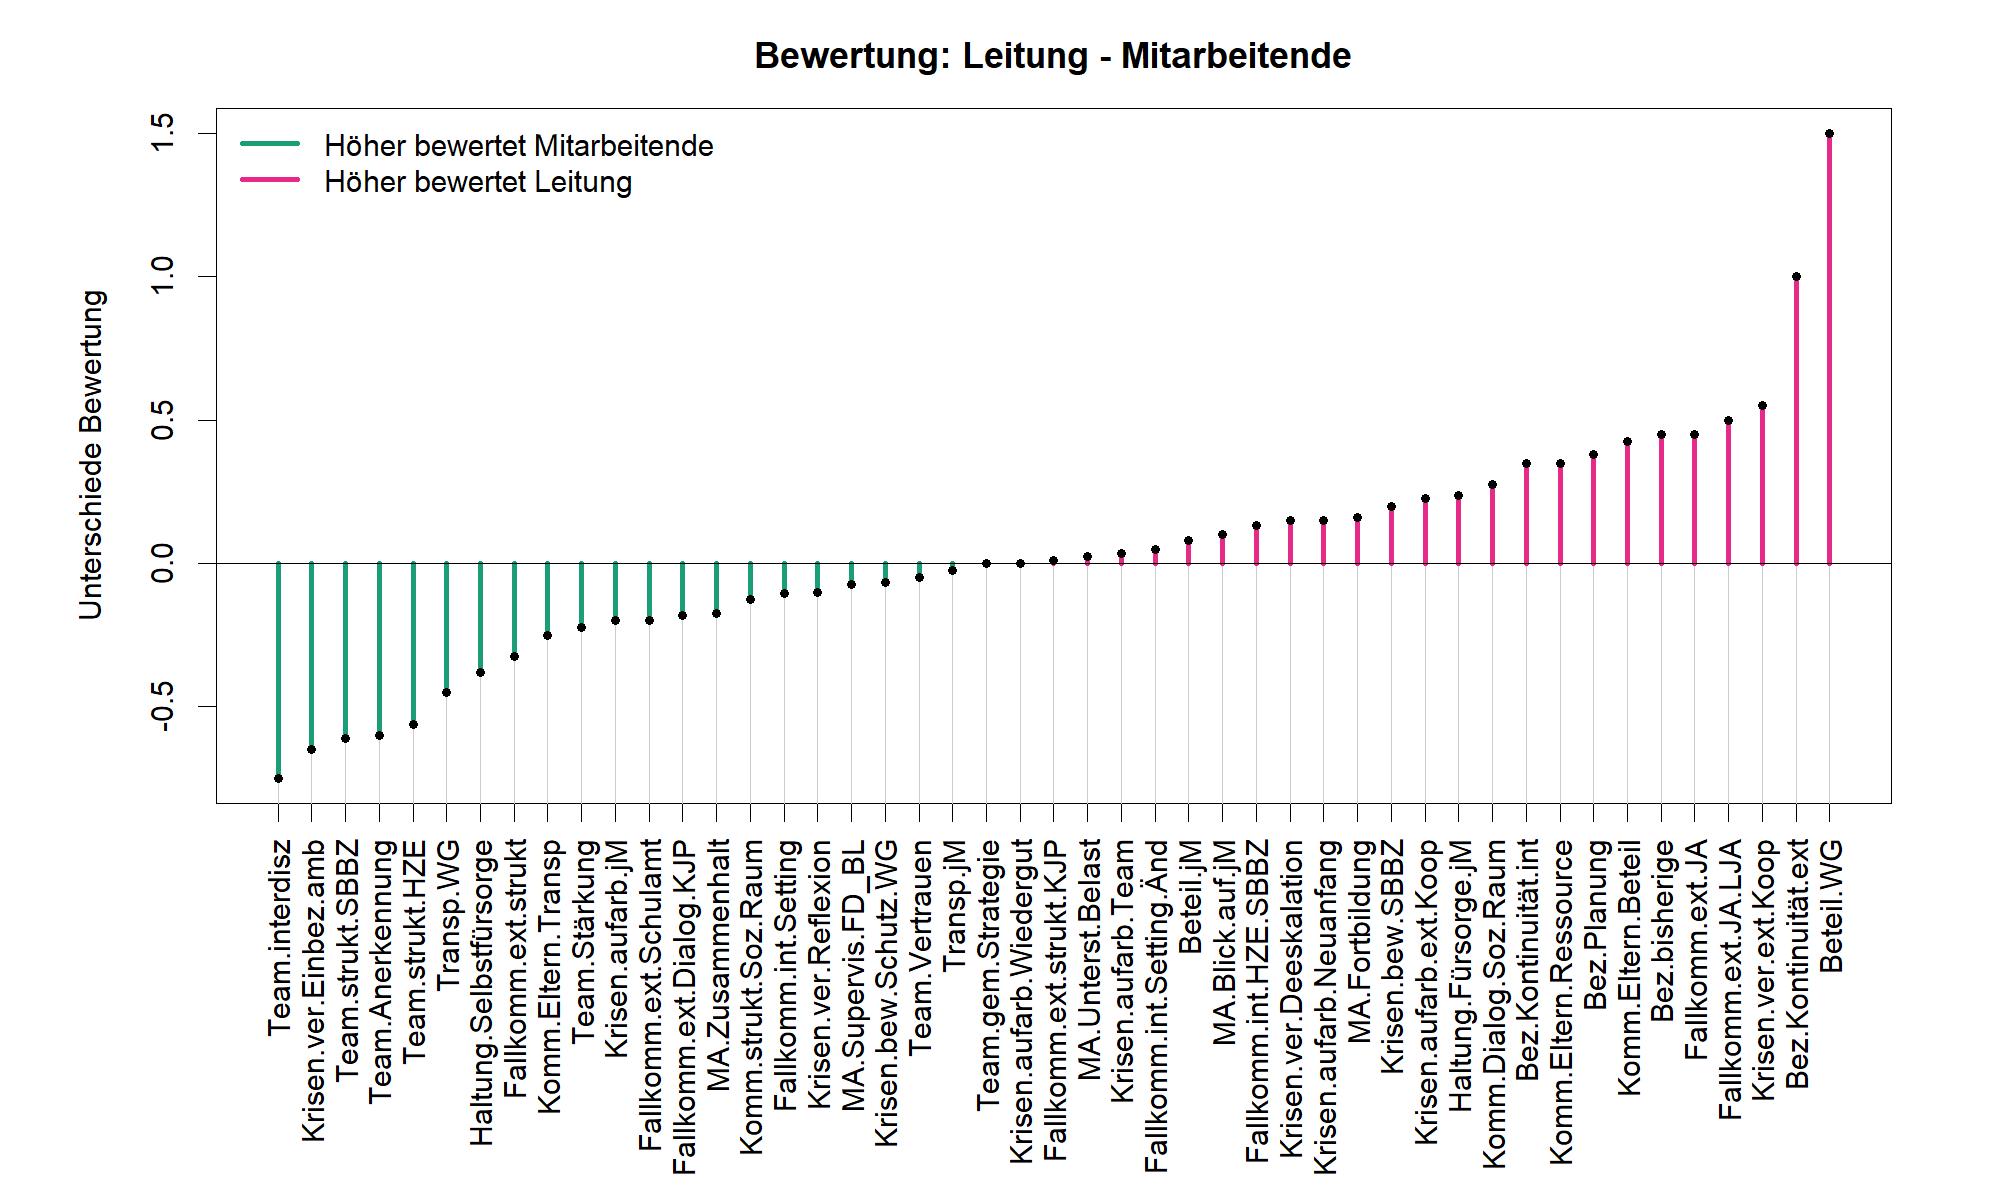 Bewertung: Leitung - Mitarbeitende
Höher bewertet Mitarbeitende
Höher bewertet Leitung
Unterschiede Bewertung
1.5
1.0
0.5
0.0
-0.5
Team.interdisz
Krisen.ver.Einbez.amb
Team.strukt.SBBZ
Team.Anerkennung
Team.strukt.HZE
Transp.WG
Haltung.Selbstfürsorge
Fallkomm.ext.strukt
Komm.Eltern.Transp
Team.Stärkung
Krisen.aufarb.jM
Fallkomm.ext.Schulamt
Fallkomm.ext.Dialog.KJP
MA.Zusammenhalt
Komm.strukt.Soz.Raum
Fallkomm.int.Setting
Krisen.ver.Reflexion
MA.Supervis.FD_BL
Krisen.bew.Schutz.WG
Team.Vertrauen
Transp.jM
Team.gem.Strategie
Krisen.aufarb.Wiedergut
Fallkomm.ext.strukt.KJP
MA.Unterst.Belast
Krisen.aufarb.Team
Fallkomm.int.Setting.Änd
Beteil.jM
MA.Blick.auf.jM
Fallkomm.int.HZE.SBBZ
Krisen.ver.Deeskalation
Krisen.aufarb.Neuanfang
MA.Fortbildung
Krisen.bew.SBBZ
Krisen.aufarb.ext.Koop
Haltung.Fürsorge.jM
Komm.Dialog.Soz.Raum
Bez.Kontinuität.int
Komm.Eltern.Ressource
Bez.Planung
Komm.Eltern.Beteil
Bez.bisherige
Fallkomm.ext.JA
Fallkomm.ext.JA.LJA
Krisen.ver.ext.Koop
Bez.Kontinuität.ext
Beteil.WG